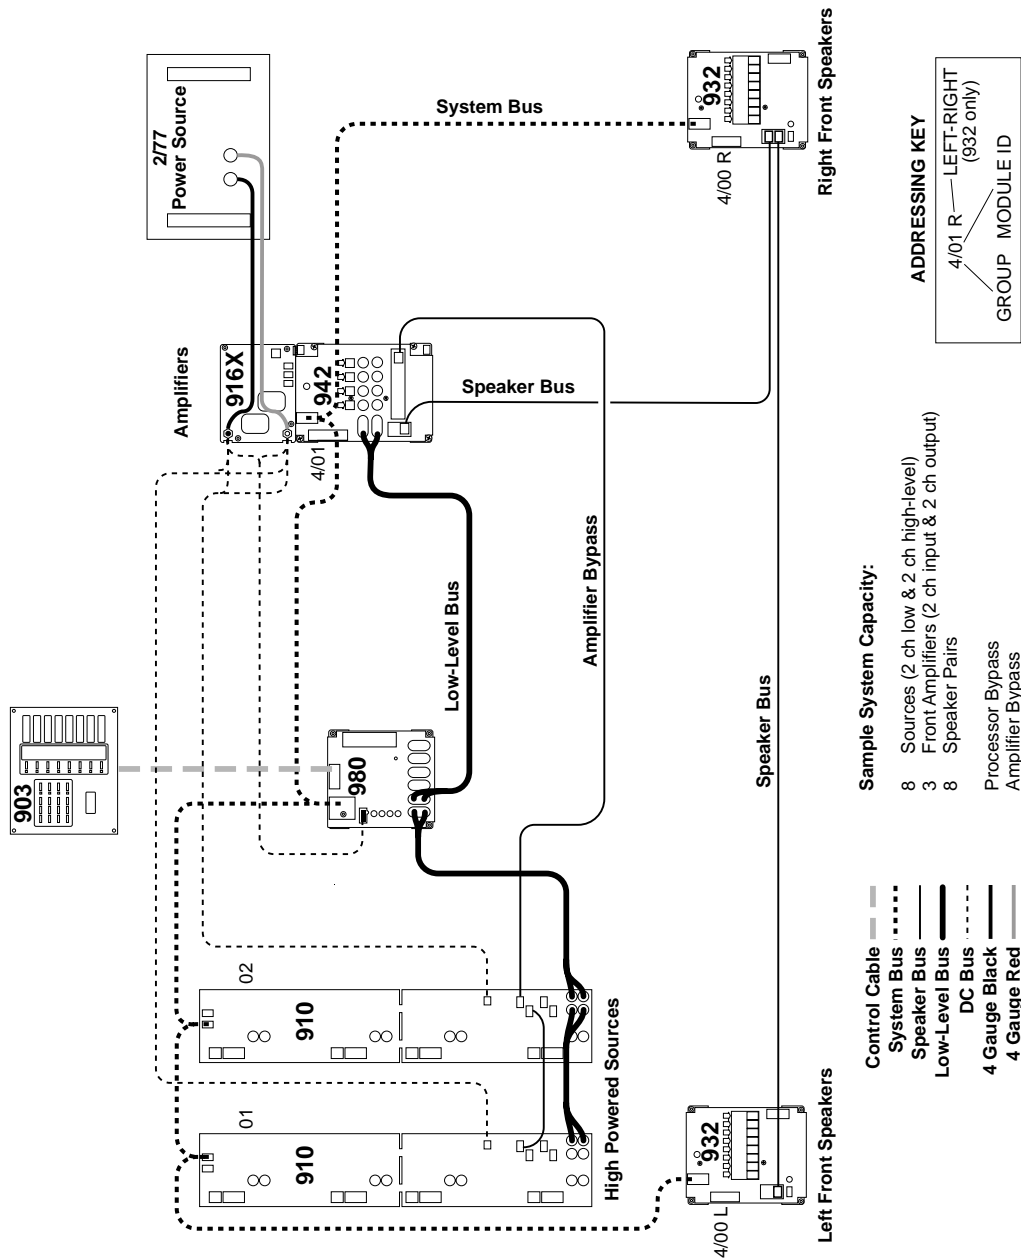 2/77
Power Source
903
Amplifiers
916X
942
4/01
System Bus
932
4/00 R
Right Front Speakers
980
Low-Level Bus
Speaker Bus
Amplifier Bypass
02
910
01
910
High Powered Sources
Speaker Bus
932
4/00 L
Left Front Speakers
ADDRESSING KEY
4/01 R
LEFT-RIGHT
(932 only)
GROUP MODULE ID
Sample System Capacity:
8 Sources (2 ch low & 2 ch high-level)
3 Front Amplifiers (2 ch input & 2 ch output)
8 Speaker Pairs
Processor Bypass
Amplifier Bypass
Control Cable
System Bus
Speaker Bus
Low-Level Bus
DC Bus
4 Gauge Black
4 Gauge Red